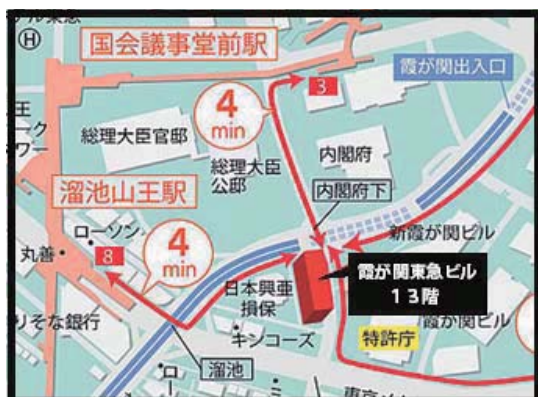 H
国会議事堂前駅
3
霞が関出入口
4
min
総理大臣官邸
総理大臣
公邸
内閣府
溜池山王駅
内閣府下
ローソン
丸善
8
4
min
新霞が関ビル
霞が関東急ビル
13階
日本興亜
損保
りそな銀行
キンコーズ
特許庁
霞が関ビル
溜池